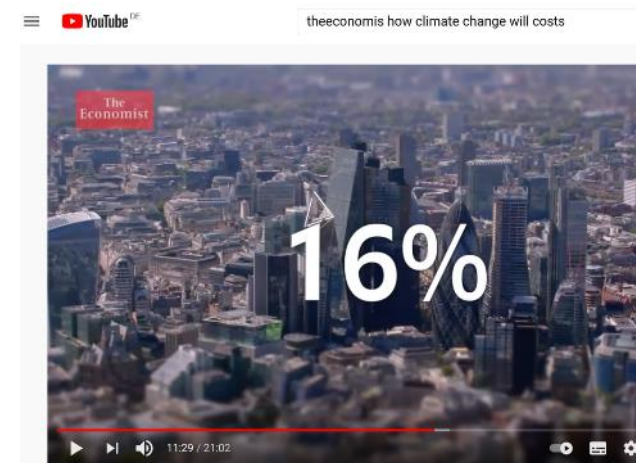 YouTube DE
theeconomis how climate change will costs
The
Economist
16%
11:29 / 21:02